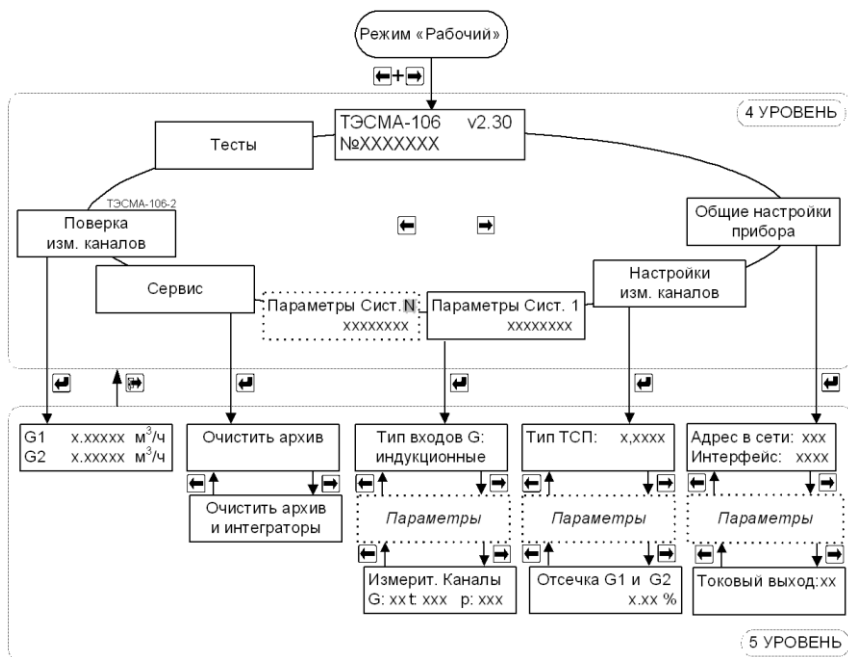 Режим «Рабочий»
+
4 УРОВЕНЬ
ТЭСМА-106 v2.30
№XXXXXXX
Тесты
ТЭСМА-106-2
Поверка
изм. каналов
Общие настройки
прибора
Сервис
Параметры Сист. N
xxxxxxxx
Параметры Сист. 1
xxxxxxxx
Настройки
изм. каналов
G1 x.xxxxx м³/ч
G2 x.xxxxx м³/ч
Очистить архив
Тип входов G:
индукционные
Тип ТСП: x,xxxx
Адрес в сети: xxx
Интерфейс: xxxx
Очистить архив
и интеграторы
Параметры
Параметры
Параметры
Измерит. Каналы
G: xxt: xxx p: xxx
Отсечка G1 и G2
x.xx %
Токовый выход:xx
5 УРОВЕНЬ